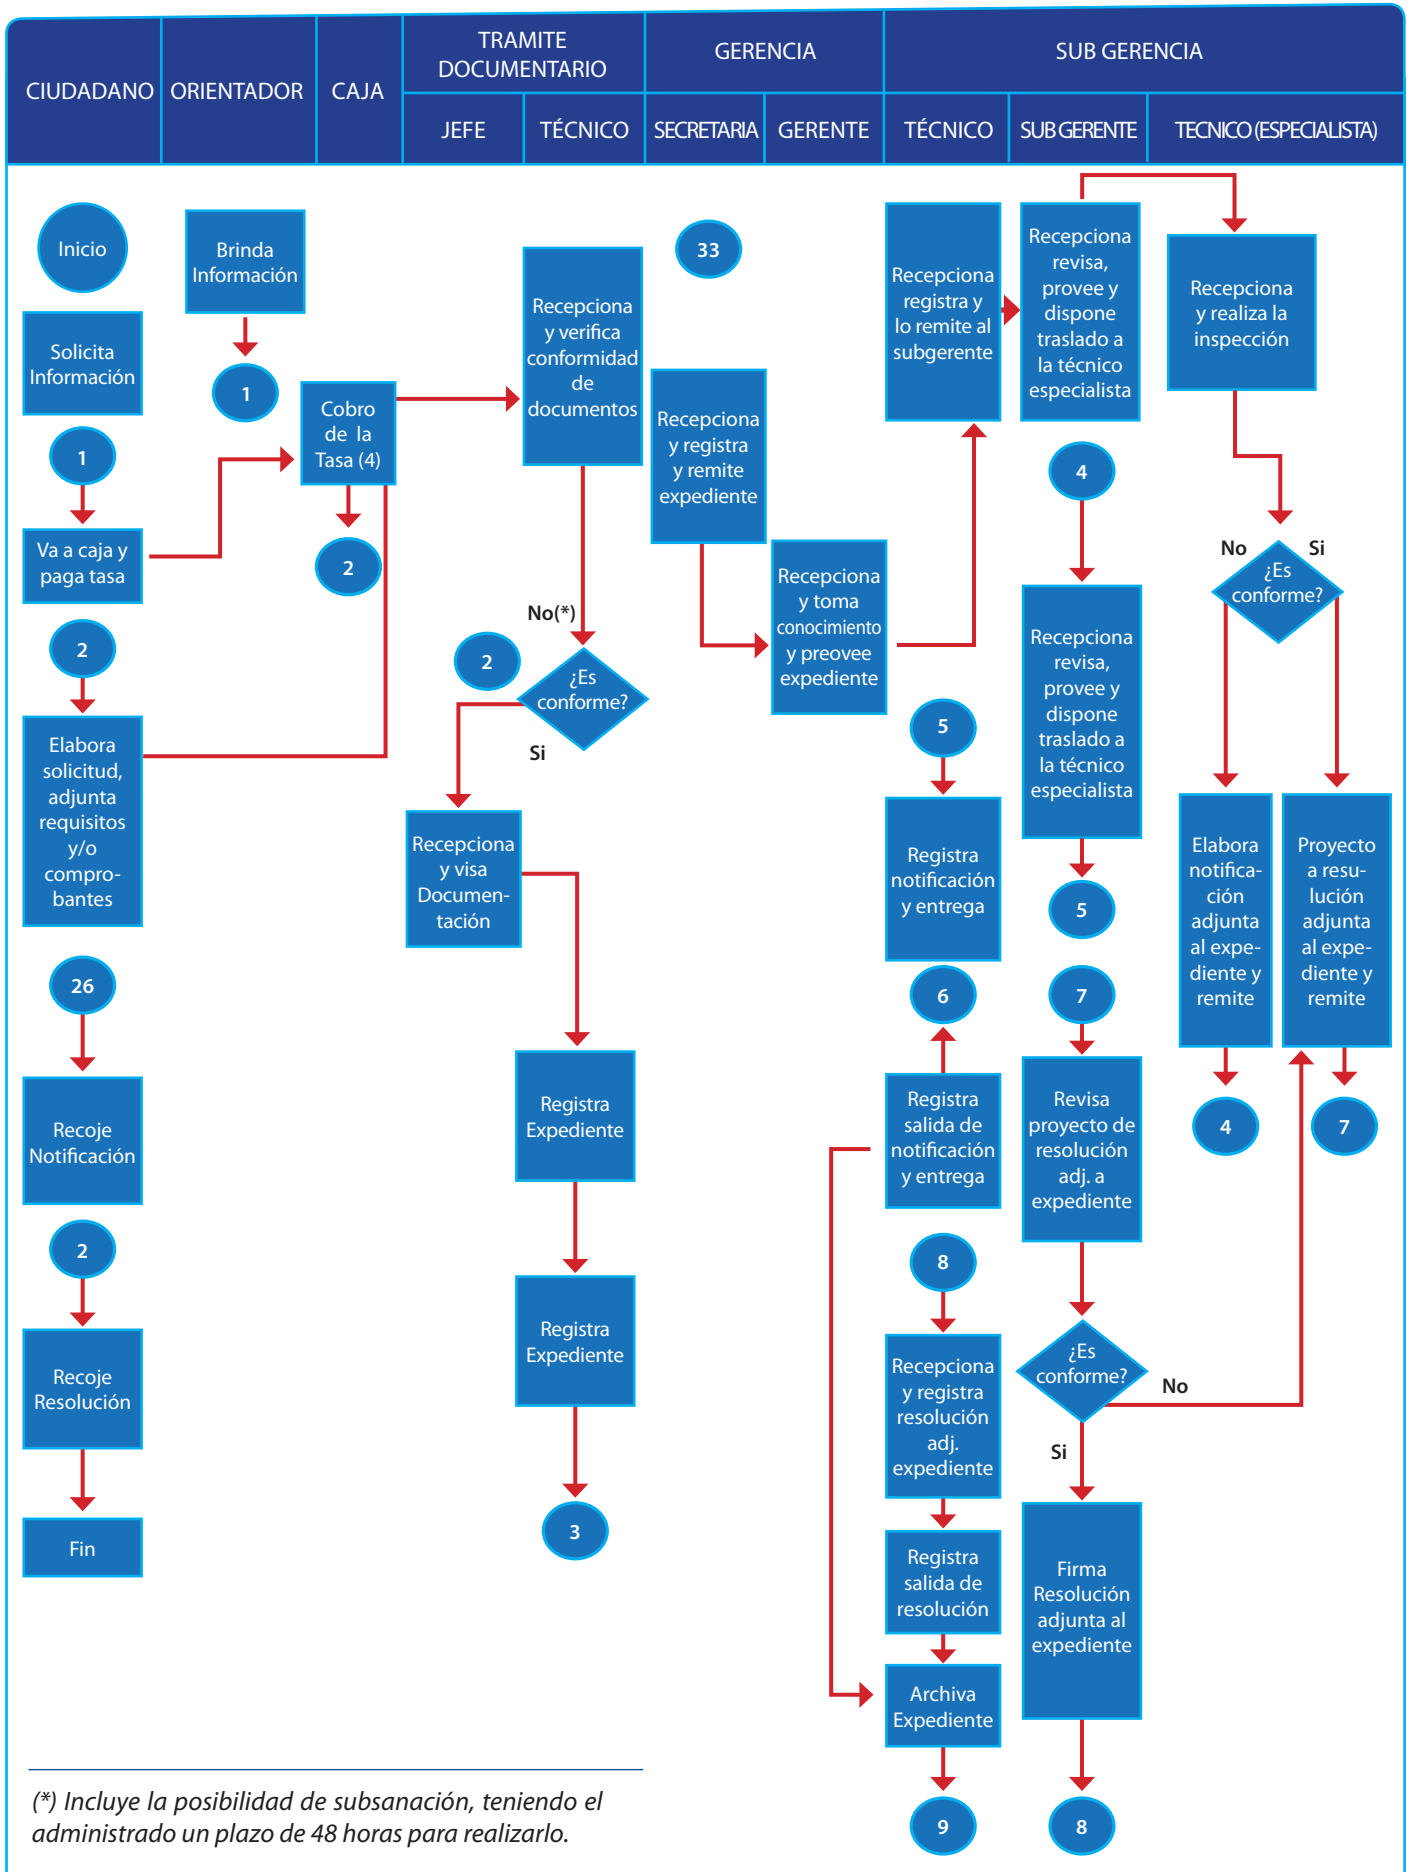 CIUDADANO
ORIENTADOR
CAJA
TRAMITE
DOCUMENTARIO
GERENCIA
SUB GERENCIA
JEFE
TÉCNICO
SECRETARIA
GERENTE
TÉCNICO
SUB GERENTE
TECNICO (ESPECIALISTA)
Inicio
Solicita
Información
1
Va a caja y
paga tasa
2
Elabora
solicitud,
adjunta
requisitos
y/o
compro-
bantes
26
Recoje
Notificación
2
Recoje
Resolución
Fin
Brinda
Información
1
Cobro
de la
Tasa (4)
2
2
Recepciona
y visa
Documen-
tación
Recepciona
y verifica
conformidad
de
documentos
No(*)
¿Es
conforme?
Si
Registra
Expediente
Registra
Expediente
3
33
Recepciona
y registra
y remite
expediente
Recepciona
y toma
conocimiento
y preovee
expediente
Recepciona
registra y
lo remite al
subgerente
5
Registra
notificación
y entrega
6
Registra
salida de
notificación
y entrega
8
Recepciona
y registra
resolución
adj.
expediente
Registra
salida de
resolución
Archiva
Expediente
9
Recepciona
revisa,
provee y
dispone
traslado a
la técnico
especialista
4
Recepciona
revisa,
provee y
dispone
traslado a
la técnico
especialista
5
7
Revisa
proyecto de
resolución
adj. a
expediente
¿Es
conforme?
No
Si
Firma
Resolución
adjunta al
expediente
8
Recepciona
y realiza la
inspección
No
Si
¿Es
conforme?
Elabora
notifica-
ción
adjunta
al expe-
diente y
remite
4
Proyecto
a resu-
lución
adjunta
al expe-
diente y
remite
7
(*) Incluye la posibilidad de subsanación, teniendo el
administrado un plazo de 48 horas para realizarlo.